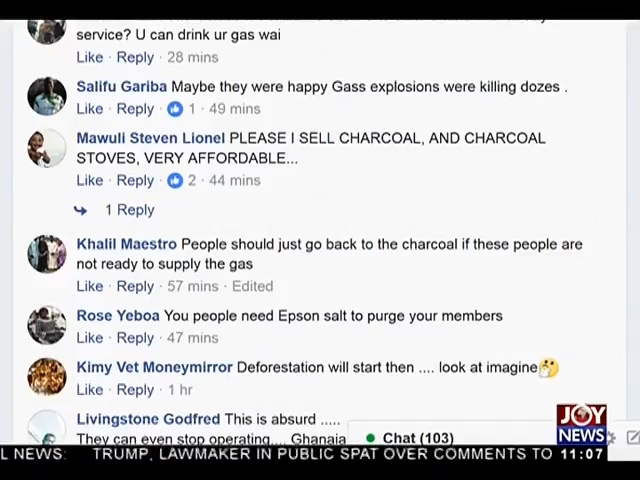 service? U can drink ur gas wai
Like · Reply · 28 mins
Salifu Gariba Maybe they were happy Gass explosions were killing dozes .
Like · Reply · 1 · 49 mins
Mawuli Steven Lionel PLEASE I SELL CHARCOAL, AND CHARCOAL
STOVES, VERY AFFORDABLE...
Like · Reply · 2 · 44 mins
1 Reply
Khalil Maestro People should just go back to the charcoal if these people are
not ready to supply the gas
Like · Reply · 57 mins · Edited
Rose Yeboa You people need Epson salt to purge your members
Like · Reply · 47 mins
Kimy Vet Moneymirror Deforestation will start then .... look at imagine🤔
Like · Reply · 1 hr
Livingstone Godfred This is absurd .....
They can even stop operating.... Ghanaia
Chat (103)
JOY
NEWS
L NEWS: TRUMP, LAWMAKER IN PUBLIC SPAT OVER COMMENTS TO 11:07